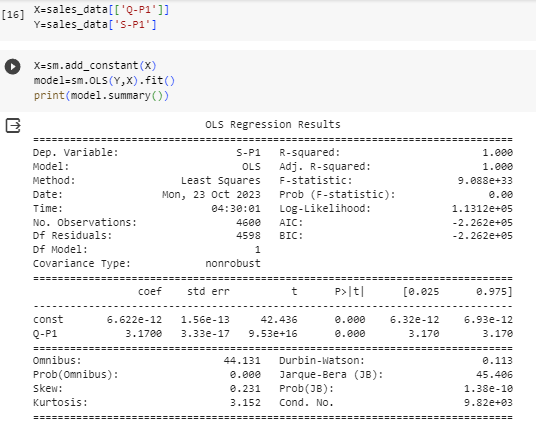 [16] X=sales_data[['Q-P1']]
Y=sales_data['S-P1']
X=sm.add_constant(X)
model=sm.OLS(Y,X).fit()
print(model.summary())
OLS Regression Results
==============================================================================
Dep. Variable: S-P1 R-squared: 1.000
Model: OLS Adj. R-squared: 1.000
Method: Least Squares F-statistic: 9.088e+33
Date: Mon, 23 Oct 2023 Prob (F-statistic): 0.00
Time: 04:30:01 Log-Likelihood: 1.1312e+05
No. Observations: 4600 AIC: -2.262e+05
Df Residuals: 4598 BIC: -2.262e+05
Df Model: 1
Covariance Type: nonrobust
==============================================================================
coef std err t P>|t| [0.025 0.975]
------------------------------------------------------------------------------
const 6.622e-12 1.56e-13 42.436 0.000 6.32e-12 6.93e-12
Q-P1 3.1700 3.33e-17 9.53e+16 0.000 3.170 3.170
==============================================================================
Omnibus: 44.131 Durbin-Watson: 0.113
Prob(Omnibus): 0.000 Jarque-Bera (JB): 45.406
Skew: 0.231 Prob(JB): 1.38e-10
Kurtosis: 3.152 Cond. No. 9.82e+03
==============================================================================